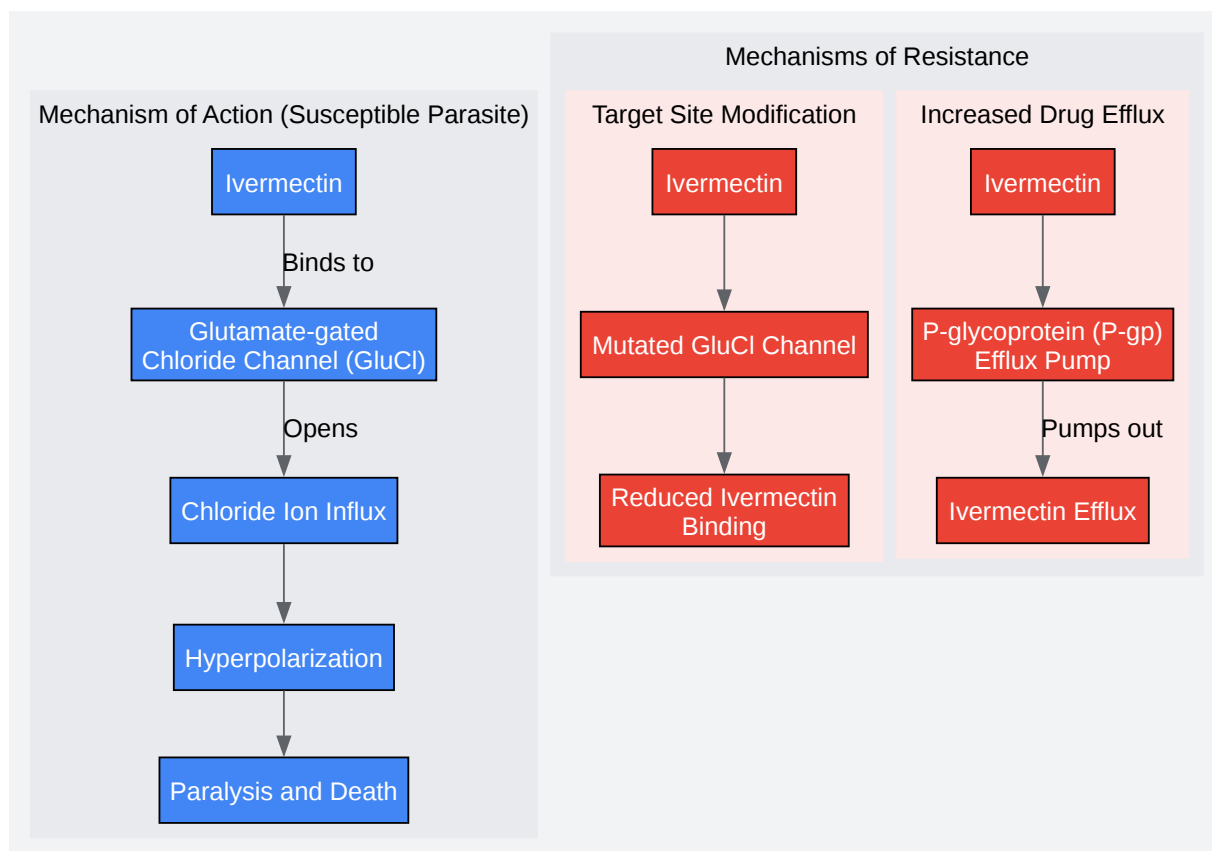 Mechanism of Action (Susceptible Parasite)
Ivermectin
Binds to
Glutamate-gated
Chloride Channel (GluCl)
Opens
Chloride Ion Influx
Hyperpolarization
Paralysis and Death
Mechanisms of Resistance
Target Site Modification
Ivermectin
Mutated GluCl Channel
Reduced Ivermectin
Binding
Increased Drug Efflux
Ivermectin
P-glycoprotein (P-gp)
Efflux Pump
Pumps out
Ivermectin Efflux